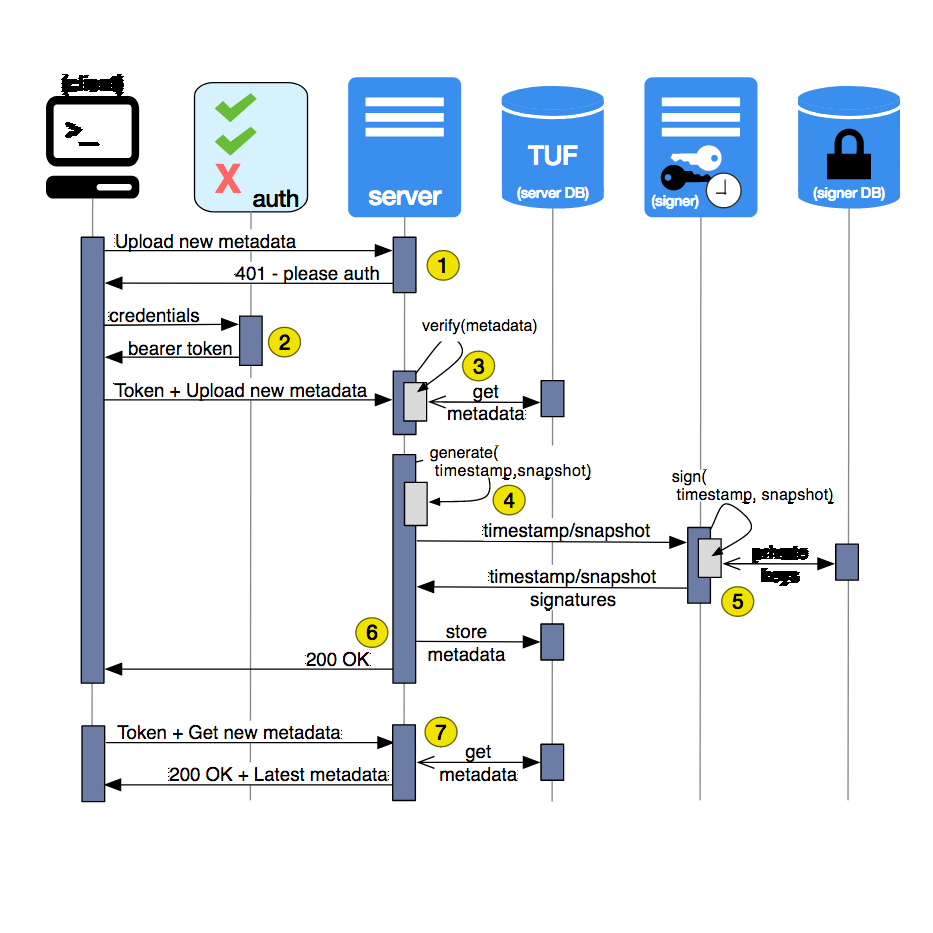 (client)
>_
auth
server
TUF
(server DB)
(signer)
(signer DB)
Upload new metadata
401 - please auth
1
credentials
bearer token
2
verify(metadata)
3
Token + Upload new metadata
get
metadata
generate(
timestamp,snapshot)
4
sign(
timestamp, snapshot)
timestamp/snapshot
private
keys
timestamp/snapshot
signatures
5
6
store
metadata
200 OK
7
Token + Get new metadata
get
metadata
200 OK + Latest metadata